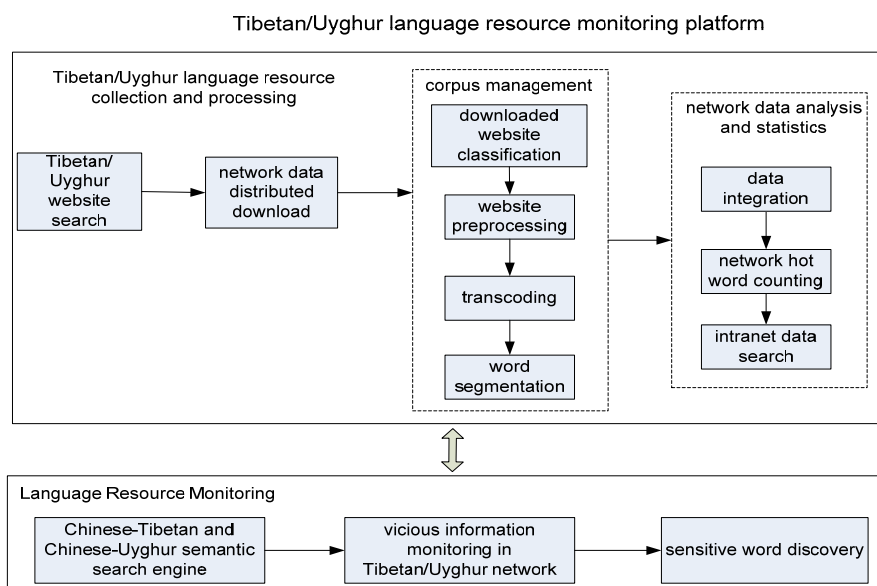 Tibetan/Uyghur language resource monitoring platform
Tibetan/Uyghur language resource
collection and processing
Tibetan/
Uyghur
website
search
network data
distributed
download
corpus management
downloaded
website
classification
website
preprocessing
transcoding
word
segmentation
network data analysis
and statistics
data
integration
network hot
word counting
intranet data
search
Language Resource Monitoring
Chinese-Tibetan and
Chinese-Uyghur semantic
search engine
vicious information
monitoring in
Tibetan/Uyghur network
sensitive word discovery